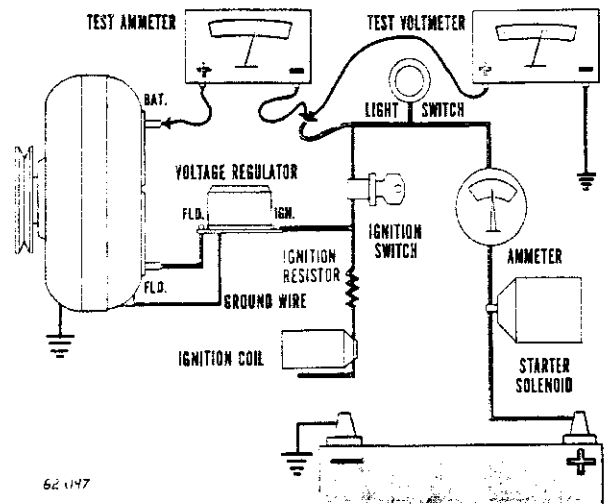 TEST AMMETER
TEST VOLTMETER
+
-
+
-
BAT.
LIGHT SWITCH
VOLTAGE REGULATOR
FLD.
IGN.
IGNITION
SWITCH
AMMETER
IGNITION
RESISTOR
FLD.
GROUND WIRE
IGNITION COIL
STARTER
SOLENOID
-
+